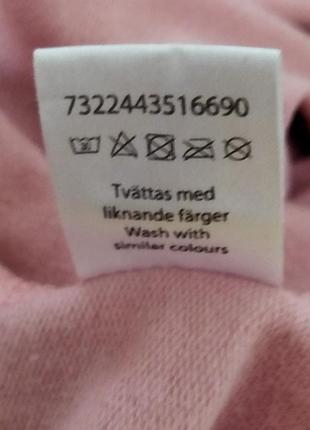 7322443516690
Tvättas med
liknande färger
Wash with
similar colours